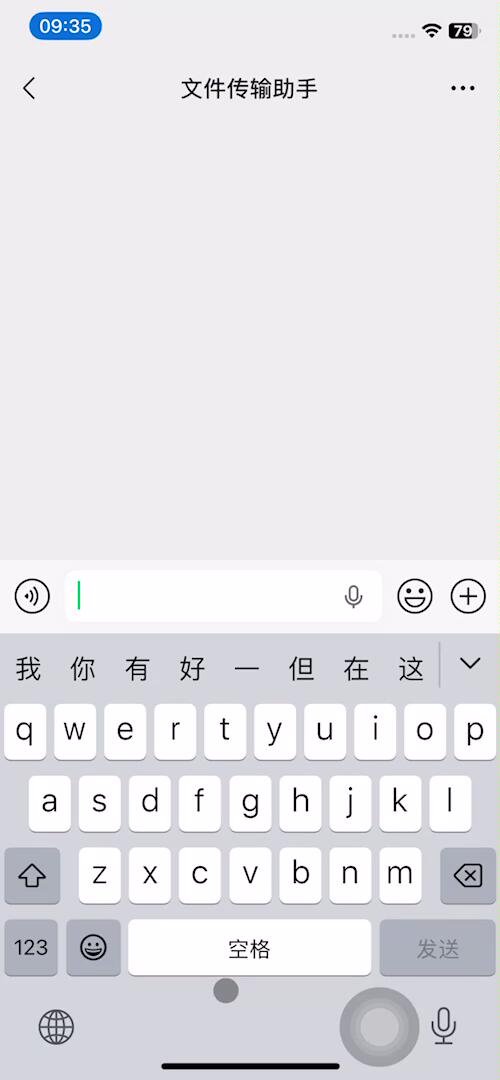 09:35
79
文件传输助手
我 你 有 好 一 但 在 这
q w e r t y u i o p
a s d f g h j k l
z x c v b n m
123 空格 发送